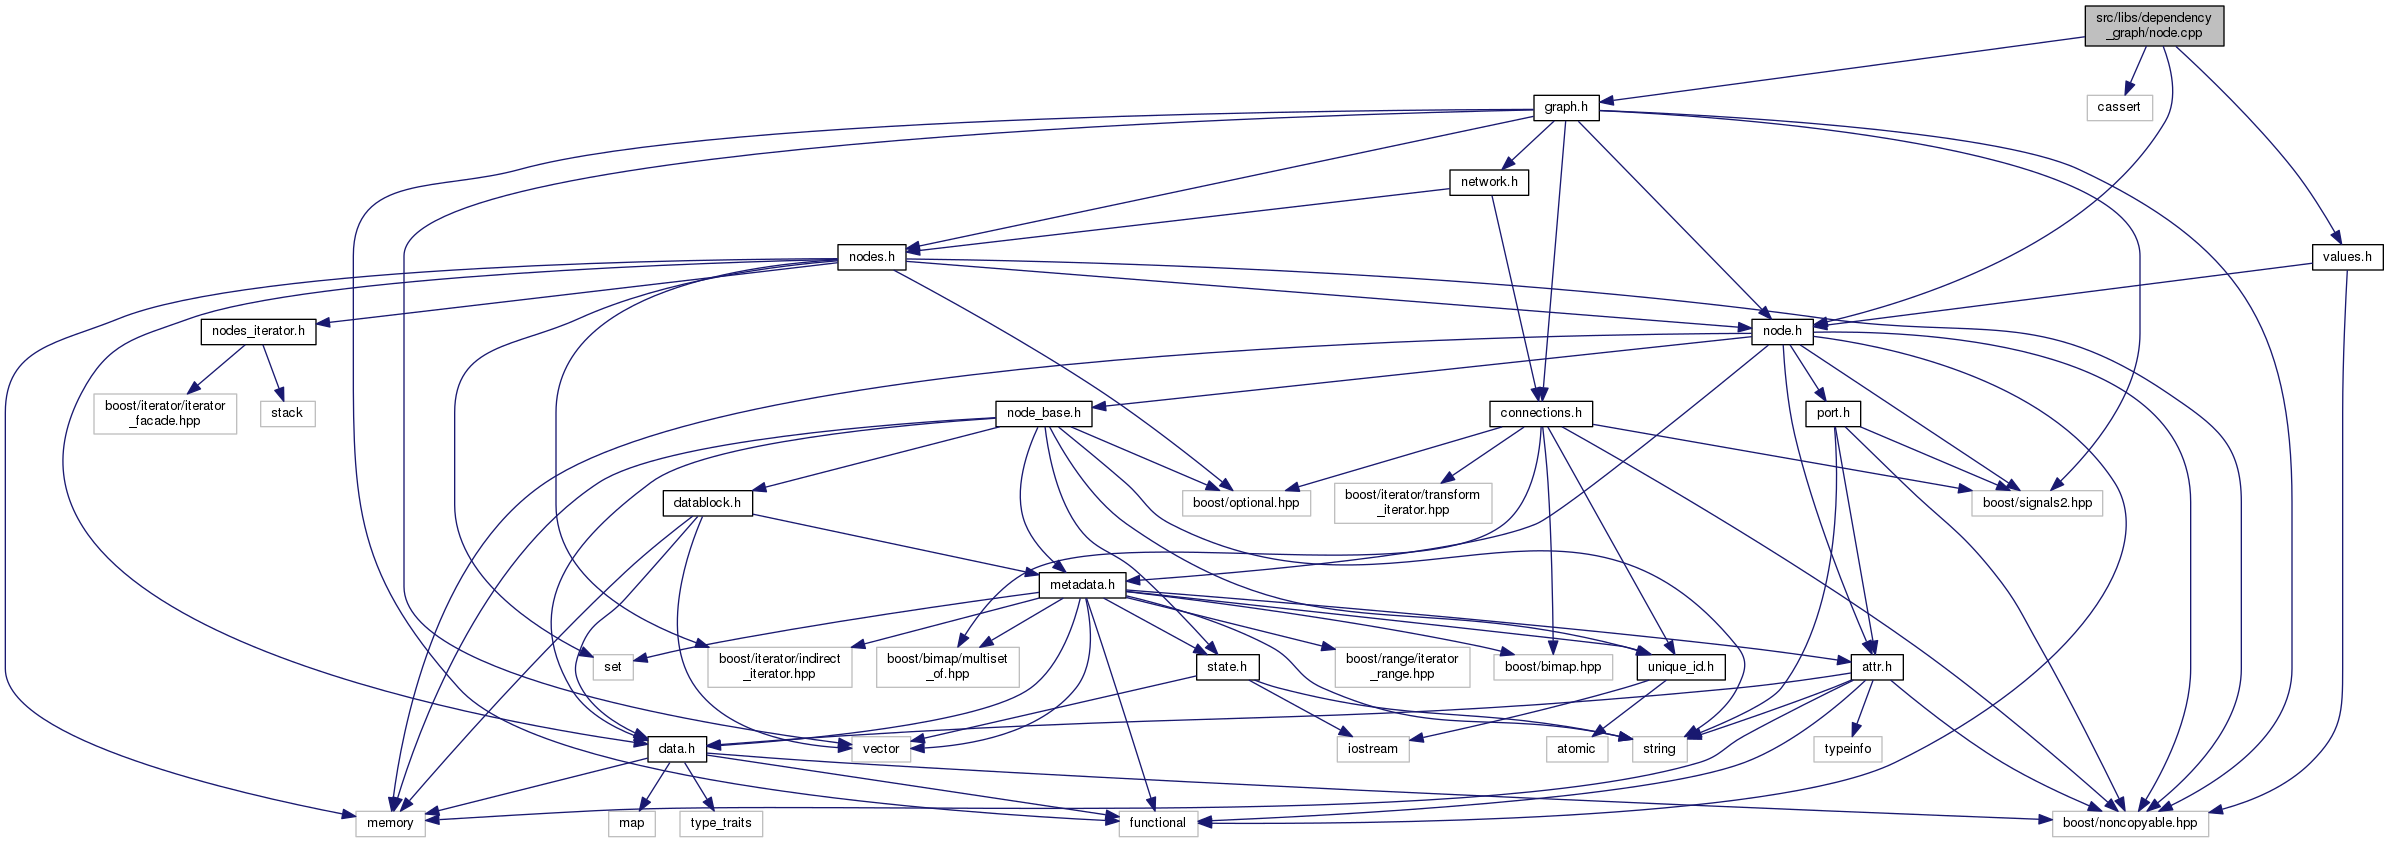 src/libs/dependency
_graph/node.cpp
graph.h
cassert
network.h
nodes.h
values.h
nodes_iterator.h
node.h
boost/iterator/iterator
_facade.hpp
stack
node_base.h
connections.h
port.h
datablock.h
boost/optional.hpp
boost/iterator/transform
_iterator.hpp
boost/signals2.hpp
metadata.h
set
boost/iterator/indirect
_iterator.hpp
boost/bimap/multiset
_of.hpp
state.h
boost/range/iterator
_range.hpp
boost/bimap.hpp
unique_id.h
attr.h
data.h
vector
iostream
atomic
string
typeinfo
memory
map
type_traits
functional
boost/noncopyable.hpp